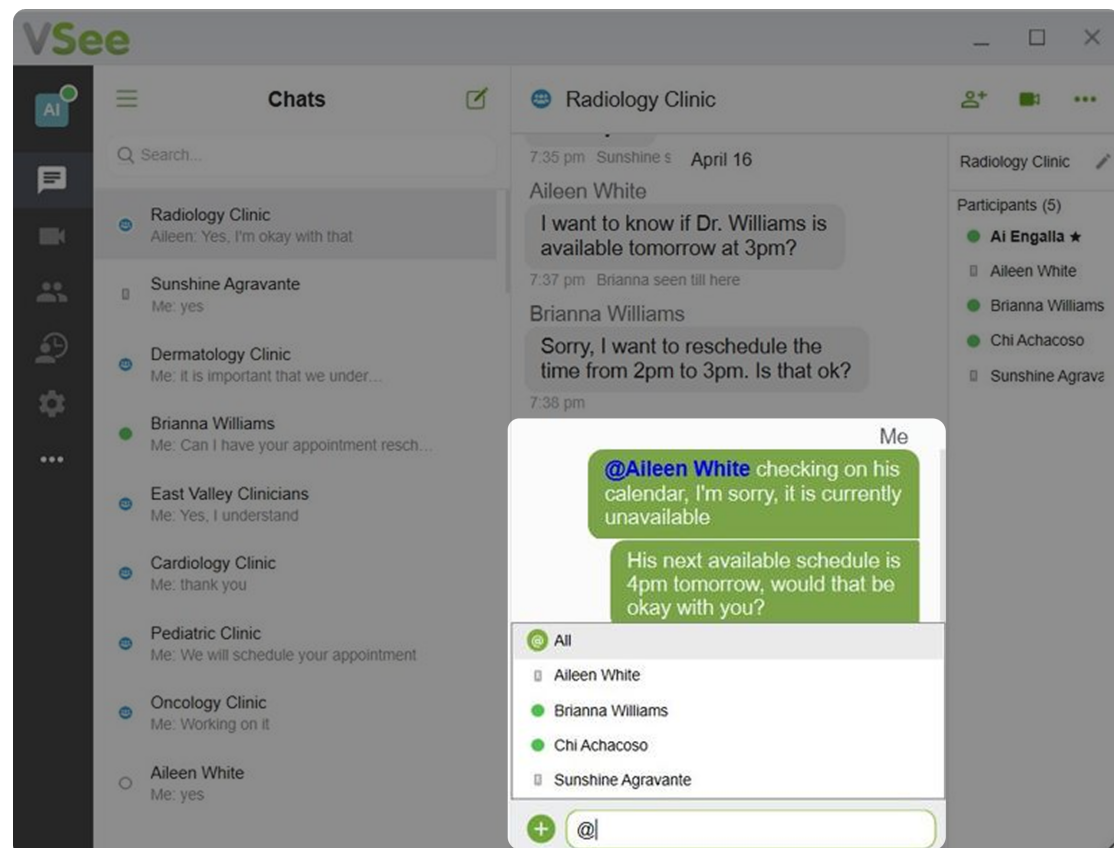 VSee
AI
Chats
Search...
Radiology Clinic
Aileen: Yes, I'm okay with that
Sunshine Agravante
Me: yes
Dermatology Clinic
Me: it is important that we under...
Brianna Williams
Me: Can I have your appointment resch...
East Valley Clinicians
Me: Yes, I understand
Cardiology Clinic
Me: thank you
Pediatric Clinic
Me: We will schedule your appointment
Oncology Clinic
Me: Working on it
Aileen White
Me: yes
Radiology Clinic
7:35 pm Sunshine s
April 16
Aileen White
I want to know if Dr. Williams is
available tomorrow at 3pm?
7:37 pm Brianna seen till here
Brianna Williams
Sorry, I want to reschedule the
time from 2pm to 3pm. Is that ok?
7:38 pm
Me
@Aileen White checking on his
calendar, I'm sorry, it is currently
unavailable
His next available schedule is
4pm tomorrow, would that be
okay with you?
@ All
Aileen White
Brianna Williams
Chi Achacoso
Sunshine Agravante
@
Radiology Clinic
Participants (5)
Ai Engalla ★
Aileen White
Brianna Williams
Chi Achacoso
Sunshine Agrava